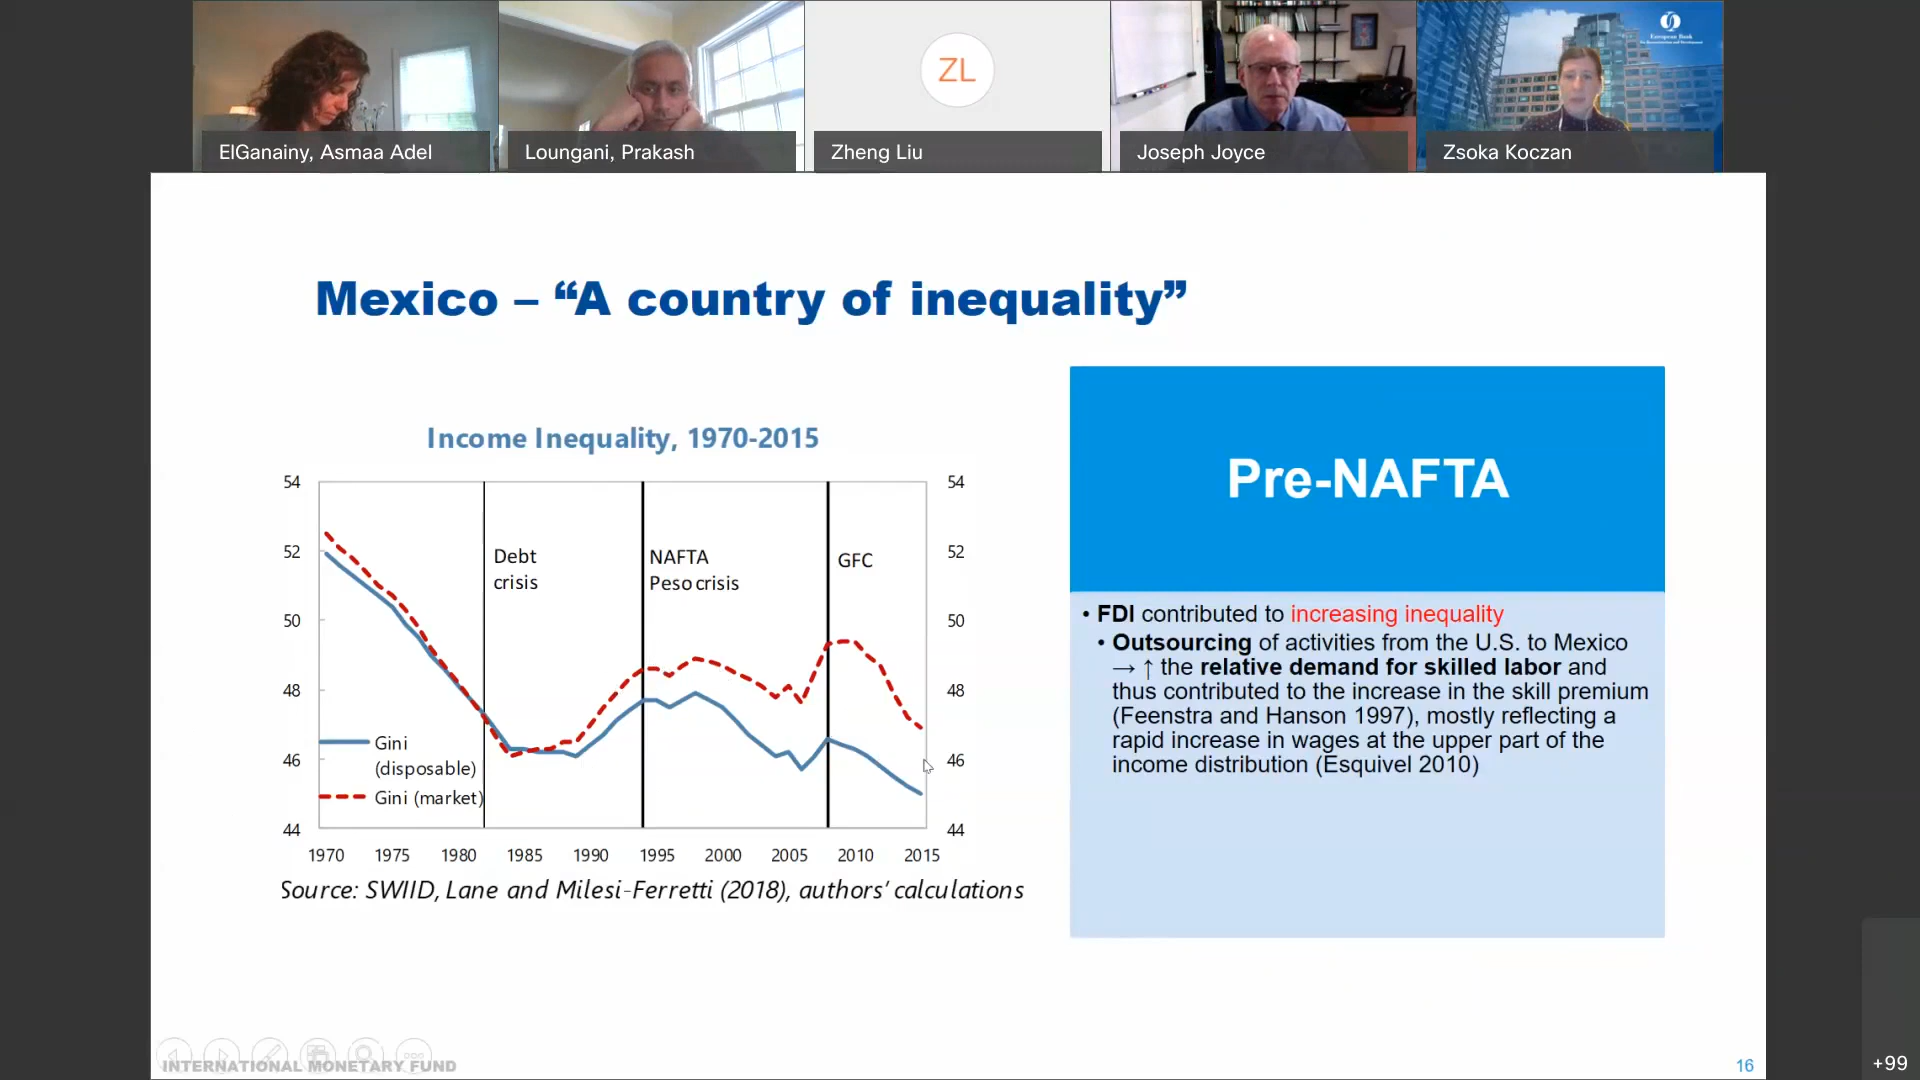 ElGanainy, Asmaa Adel
Loungani, Prakash
ZL
Zheng Liu
Joseph Joyce
European Bank
Zsoka Koczan
Mexico – “A country of inequality”
Income Inequality, 1970-2015
54
52
50
48
46
44
54
52
50
48
46
44
Debt
crisis
NAFTA
Peso crisis
GFC
Gini
(disposable)
Gini (market)
1970 1975 1980 1985 1990 1995 2000 2005 2010 2015
Source: SWIID, Lane and Milesi-Ferretti (2018), authors’ calculations
Pre-NAFTA
• FDI contributed to increasing inequality
• Outsourcing of activities from the U.S. to Mexico
→ ↑ the relative demand for skilled labor and
thus contributed to the increase in the skill premium
(Feenstra and Hanson 1997), mostly reflecting a
rapid increase in wages at the upper part of the
income distribution (Esquivel 2010)
INTERNATIONAL MONETARY FUND
16
+99